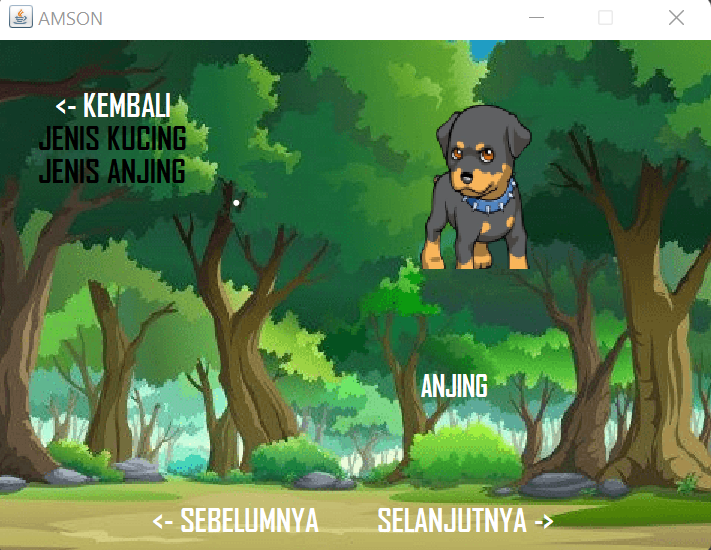 AMSON
<- KEMBALI
JENIS KUCING
JENIS ANJING
ANJING
<- SEBELUMNYA
SELANJUTNYA ->